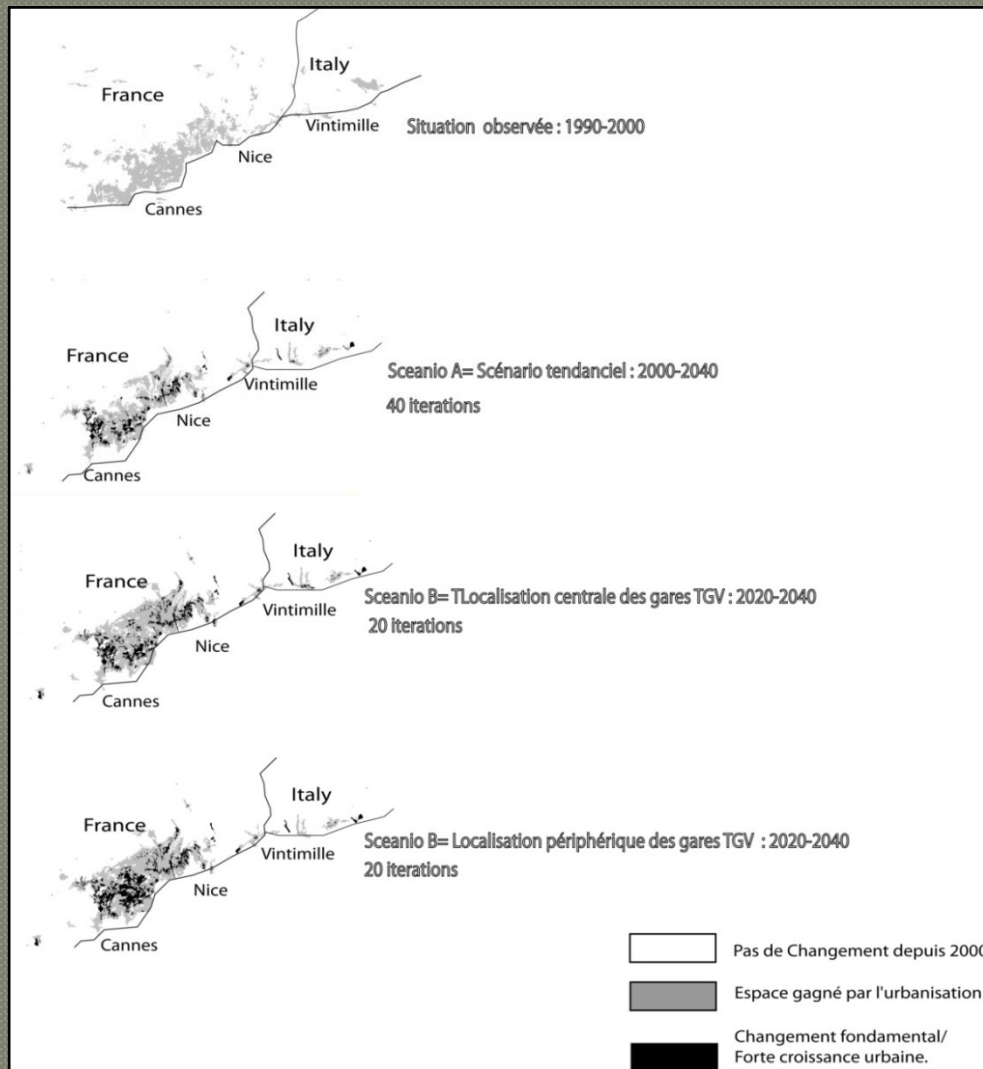 Italy
France
Vintimille
Situation observée : 1990-2000
Nice
Cannes
Italy
France
Sceanio A= Scénario tendanciel : 2000-2040
Vintimille
40 iterations
Nice
Cannes
Italy
France
Sceanio B= TLocalisation centrale des gares TGV : 2020-2040
Vintimille
20 iterations
Nice
Cannes
Italy
France
Sceanio B= Localisation périphérique des gares TGV : 2020-2040
Vintimille
20 iterations
Nice
Cannes
Pas de Changement depuis 2000
Espace gagné par l'urbanisation
Changement fondamental/
Forte croissance urbaine.